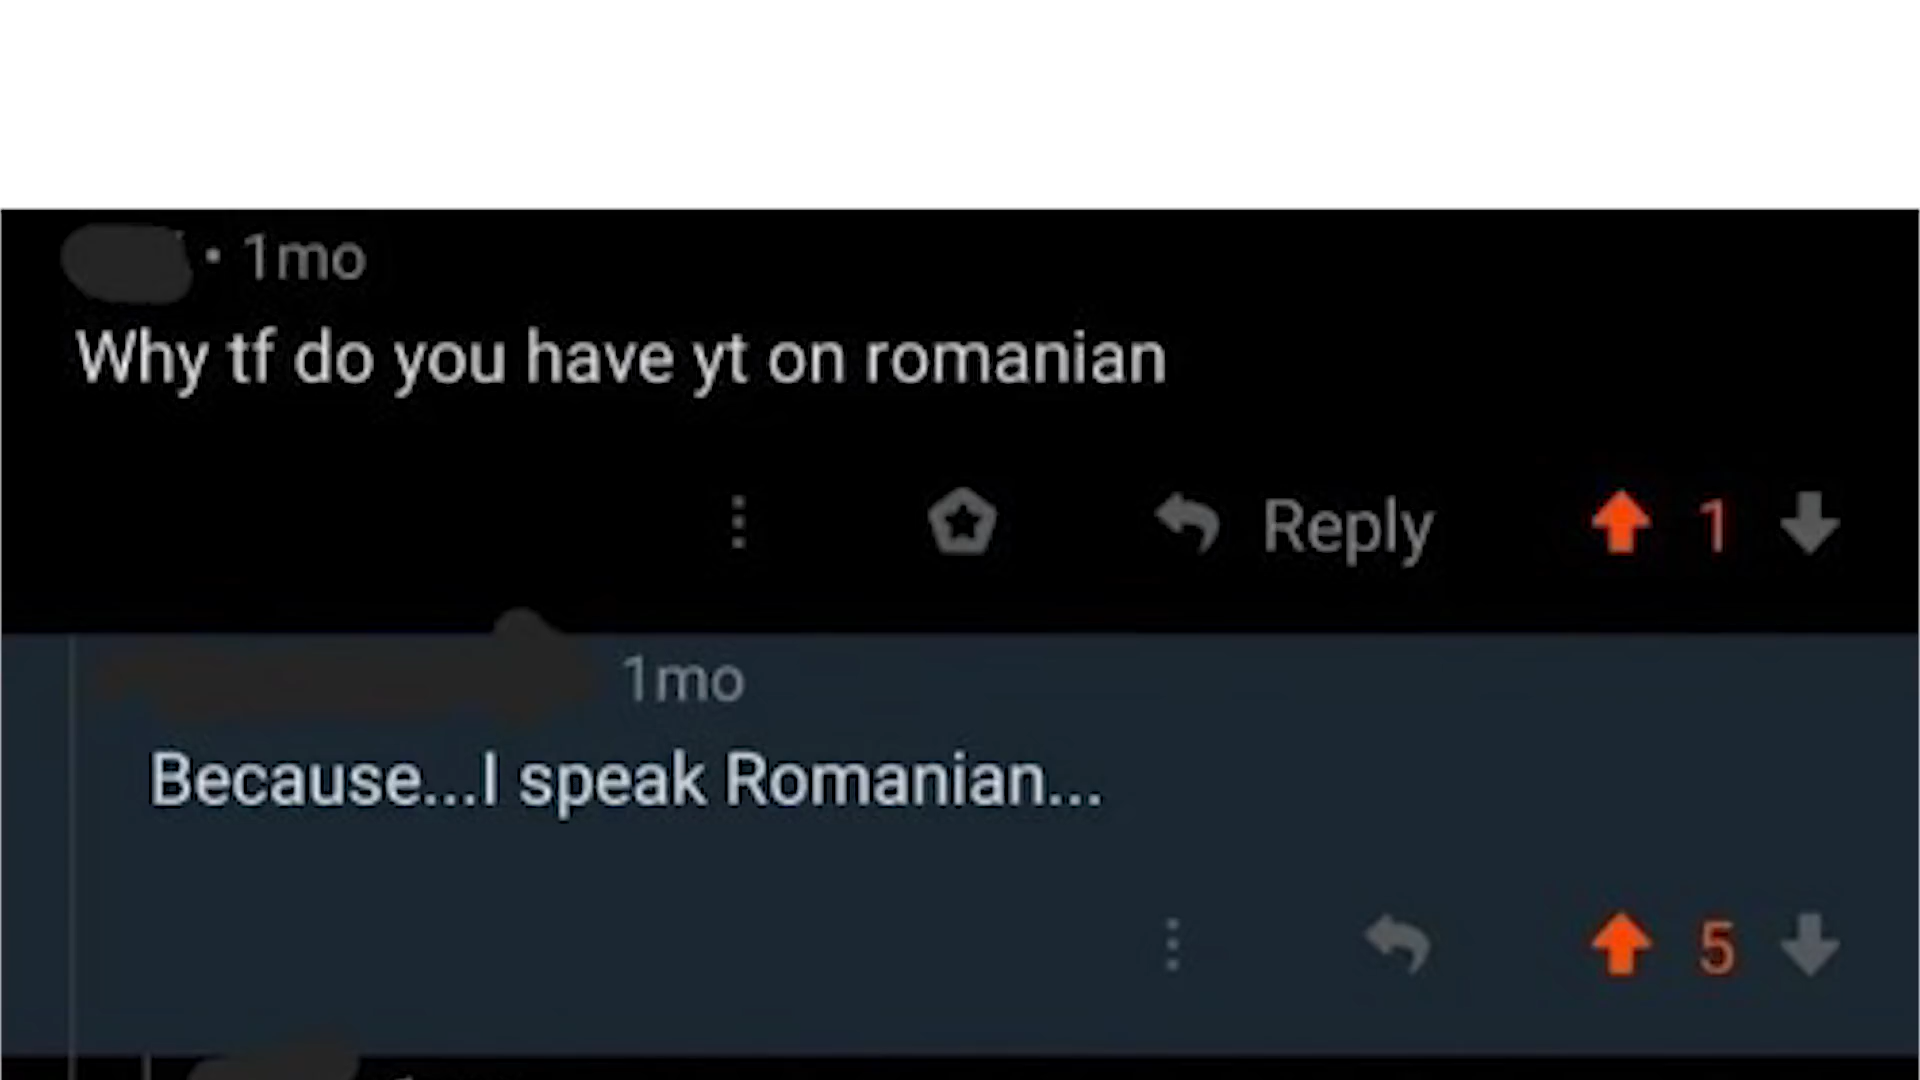 • 1mo
Why tf do you have yt on romanian
Reply 1
1mo
Because...I speak Romanian...
5